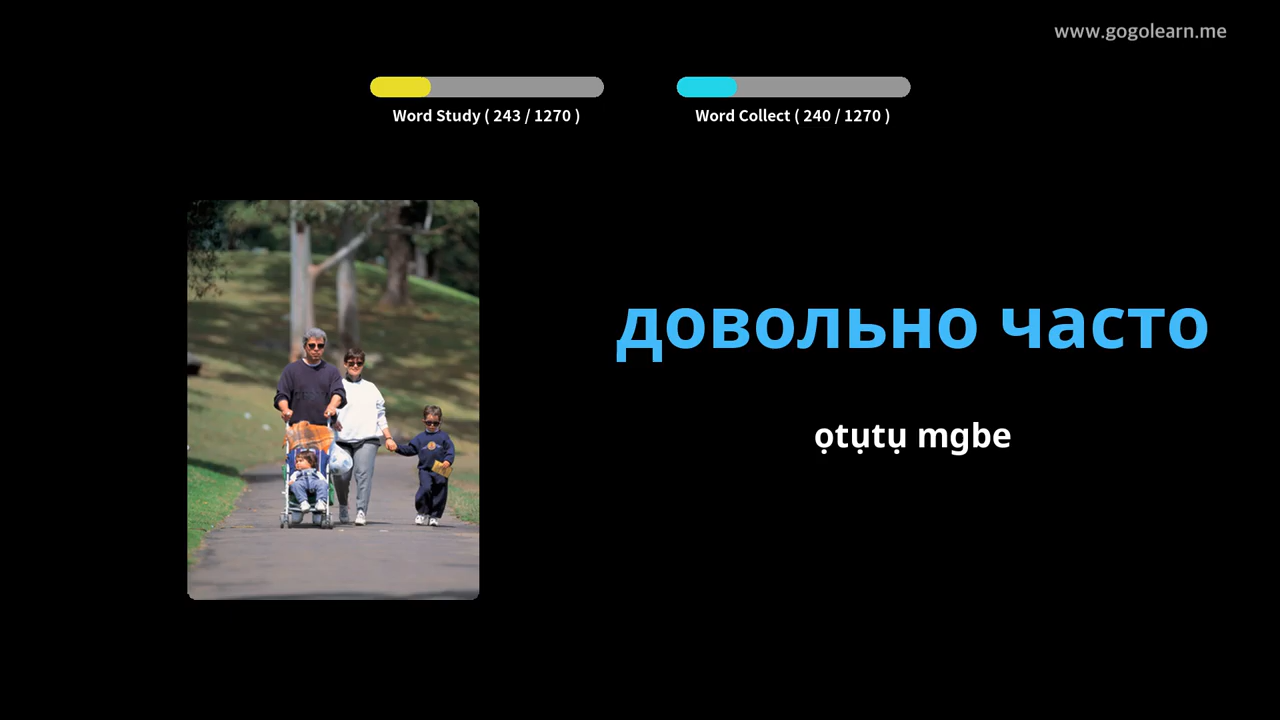 www.gogolearn.me
Word Study ( 243 / 1270 )
Word Collect ( 240 / 1270 )
довольно часто
ọtụtụ mgbe